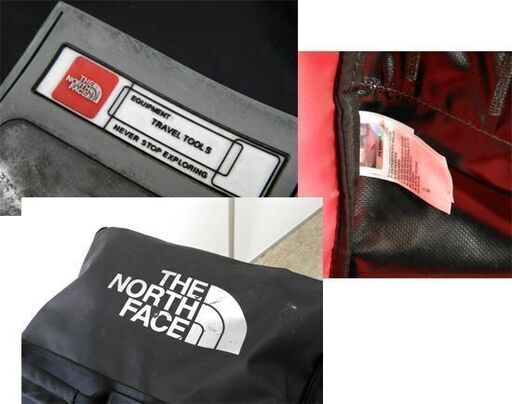 THE
NORTH
FACE
EQUIPMENT
TRAVEL TOOLS
NEVER STOP EXPLORING
THE
NORTH
FACE